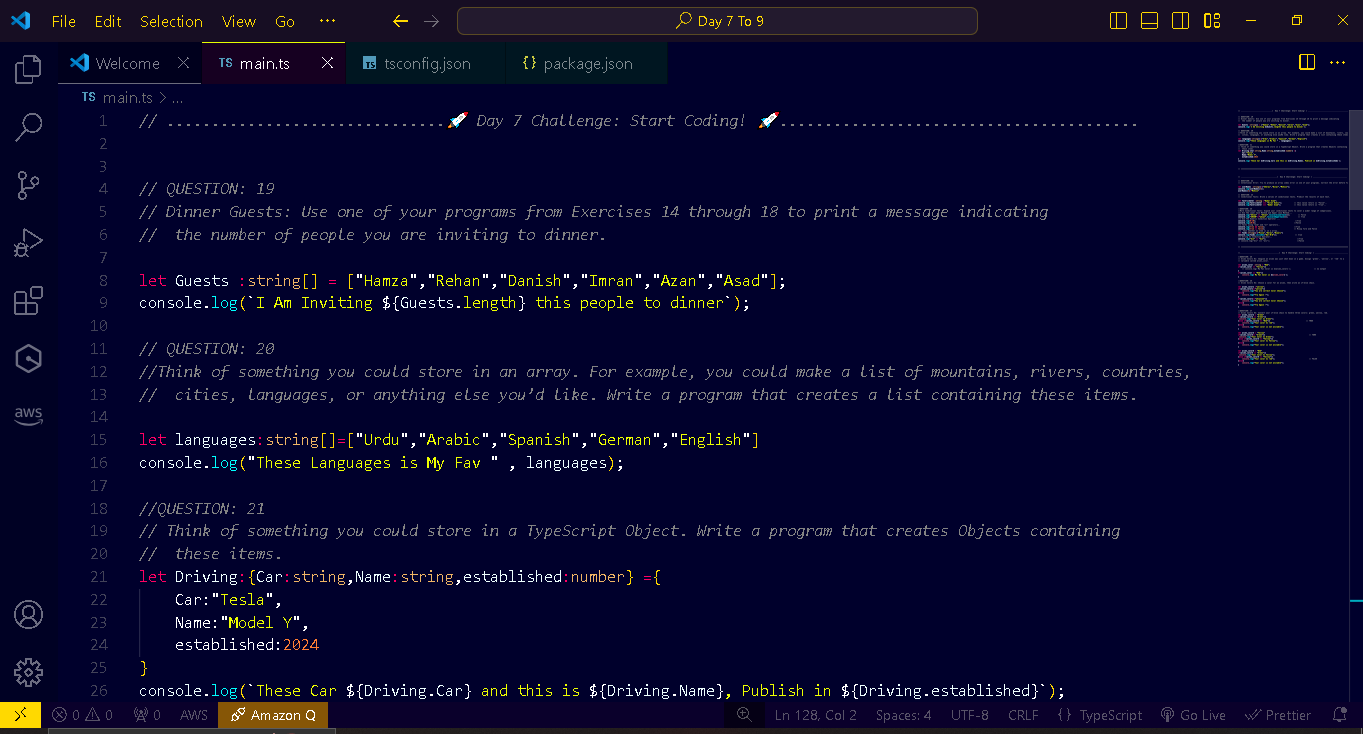 File Edit Selection View Go ··· Day 7 To 9
Welcome TS main.ts tsconfig.json {} package.json
TS main.ts > ...
1 // ...............................🚀 Day 7 Challenge: Start Coding! 🚀........................................
2
3
4 // QUESTION: 19
5 // Dinner Guests: Use one of your programs from Exercises 14 through 18 to print a message indicating
6 //  the number of people you are inviting to dinner.
7
8 let Guests :string[] = ["Hamza","Rehan","Danish","Imran","Azan","Asad"];
9 console.log(`I Am Inviting ${Guests.length} this people to dinner`);
10
11 // QUESTION: 20
12 //Think of something you could store in an array. For example, you could make a list of mountains, rivers, countries,
13 //  cities, languages, or anything else you’d like. Write a program that creates a list containing these items.
14
15 let languages:string[]=["Urdu","Arabic","Spanish","German","English"]
16 console.log("These Languages is My Fav " , languages);
17
18 //QUESTION: 21
19 // Think of something you could store in a TypeScript Object. Write a program that creates Objects containing
20 //  these items.
21 let Driving:{Car:string,Name:string,established:number} ={
22     Car:"Tesla",
23     Name:"Model Y",
24     established:2024
25 }
26 console.log(`These Car ${Driving.Car} and this is ${Driving.Name}, Publish in ${Driving.established}`);
aws
0 0 0 AWS Amazon Q Ln 128, Col 2 Spaces: 4 UTF-8 CRLF {} TypeScript Go Live Prettier